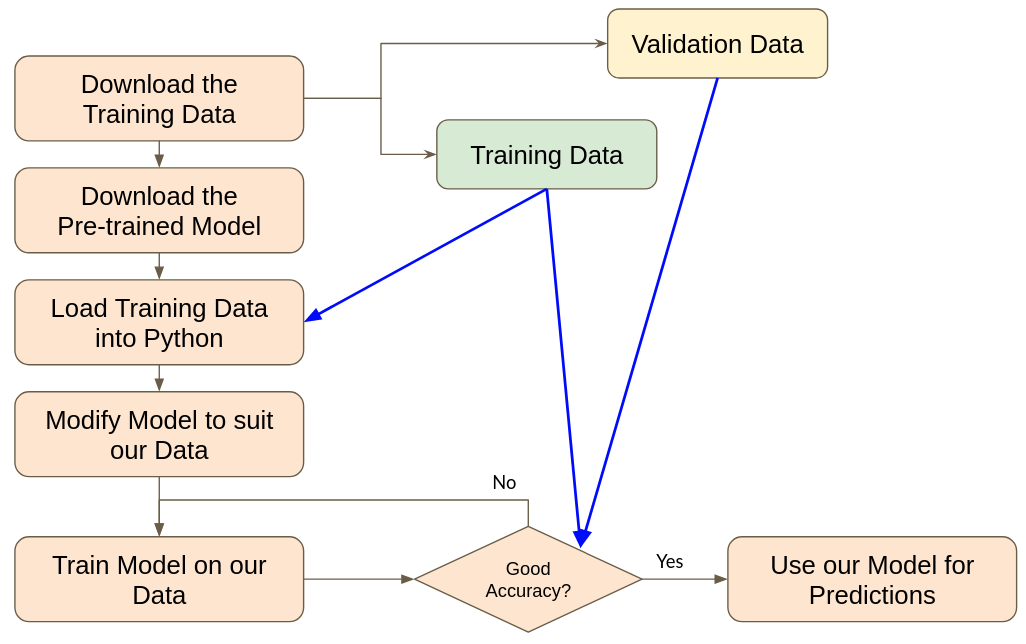 Validation Data
Download the
Training Data
Training Data
Download the
Pre-trained Model
Load Training Data
into Python
Modify Model to suit
our Data
No
Train Model on our
Data
Good
Accuracy?
Yes
Use our Model for
Predictions